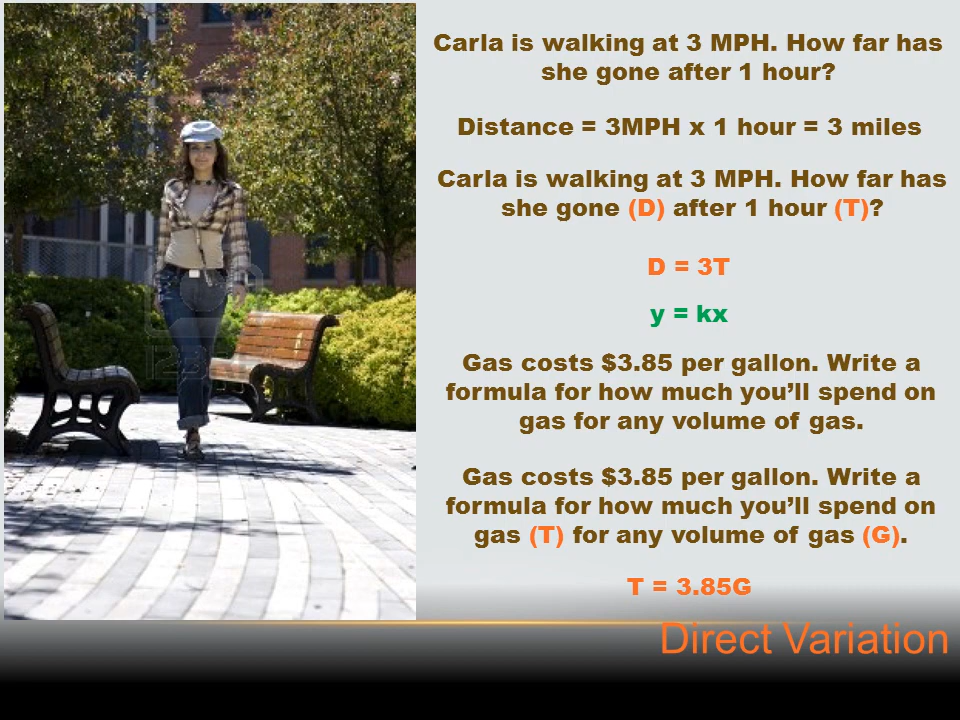 Carla is walking at 3 MPH. How far has
she gone after 1 hour?
Distance = 3MPH x 1 hour = 3 miles
Carla is walking at 3 MPH. How far has
she gone (D) after 1 hour (T)?
D = 3T
y = kx
Gas costs $3.85 per gallon. Write a
formula for how much you’ll spend on
gas for any volume of gas.
Gas costs $3.85 per gallon. Write a
formula for how much you’ll spend on
gas (T) for any volume of gas (G).
T = 3.85G
Direct Variation